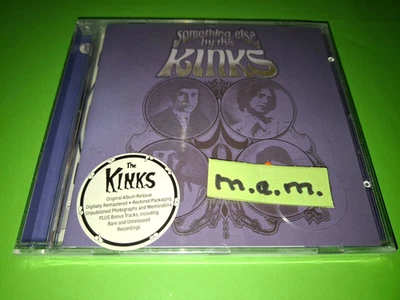 Something else
by the
KINKS
m.e.m.
The
KINKS
Original Album Reissue
Digitally Remastered • Restored Packaging
Unpublished Photographs and Memorabilia
PLUS Bonus Tracks, including
Rare and Unreleased
Recordings